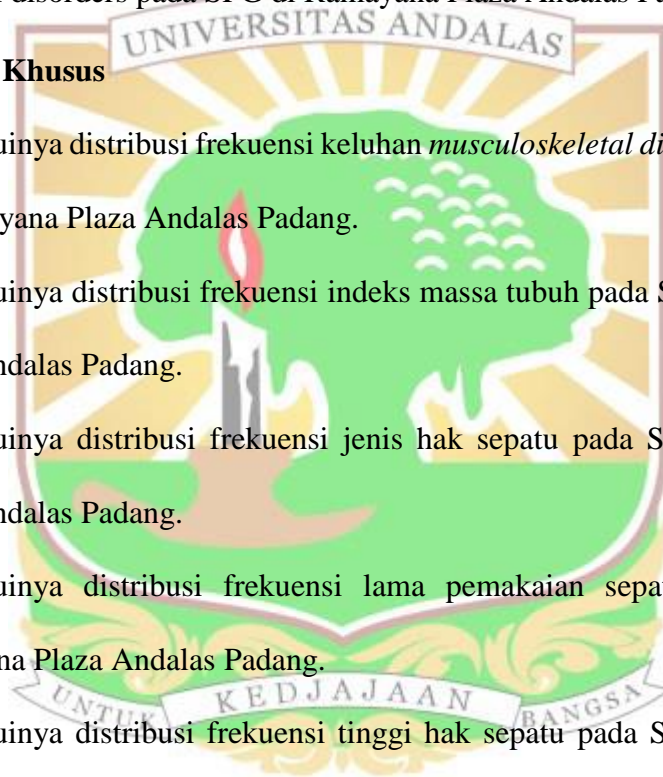 disorders pada SPG di Ramayana Plaza Andalas
UNIVERSITAS ANDALAS
Khusus
uinya distribusi frekuensi keluhan musculoskeletal di
yana Plaza Andalas Padang.
uinya distribusi frekuensi indeks massa tubuh pada S
ndalas Padang.
uinya distribusi frekuensi jenis hak sepatu pada S
ndalas Padang.
uinya distribusi frekuensi lama pemakaian sepat
na Plaza Andalas Padang.
UNTUK KEDJAJAAN BANGSA
uinya distribusi frekuensi tinggi hak sepatu pada S